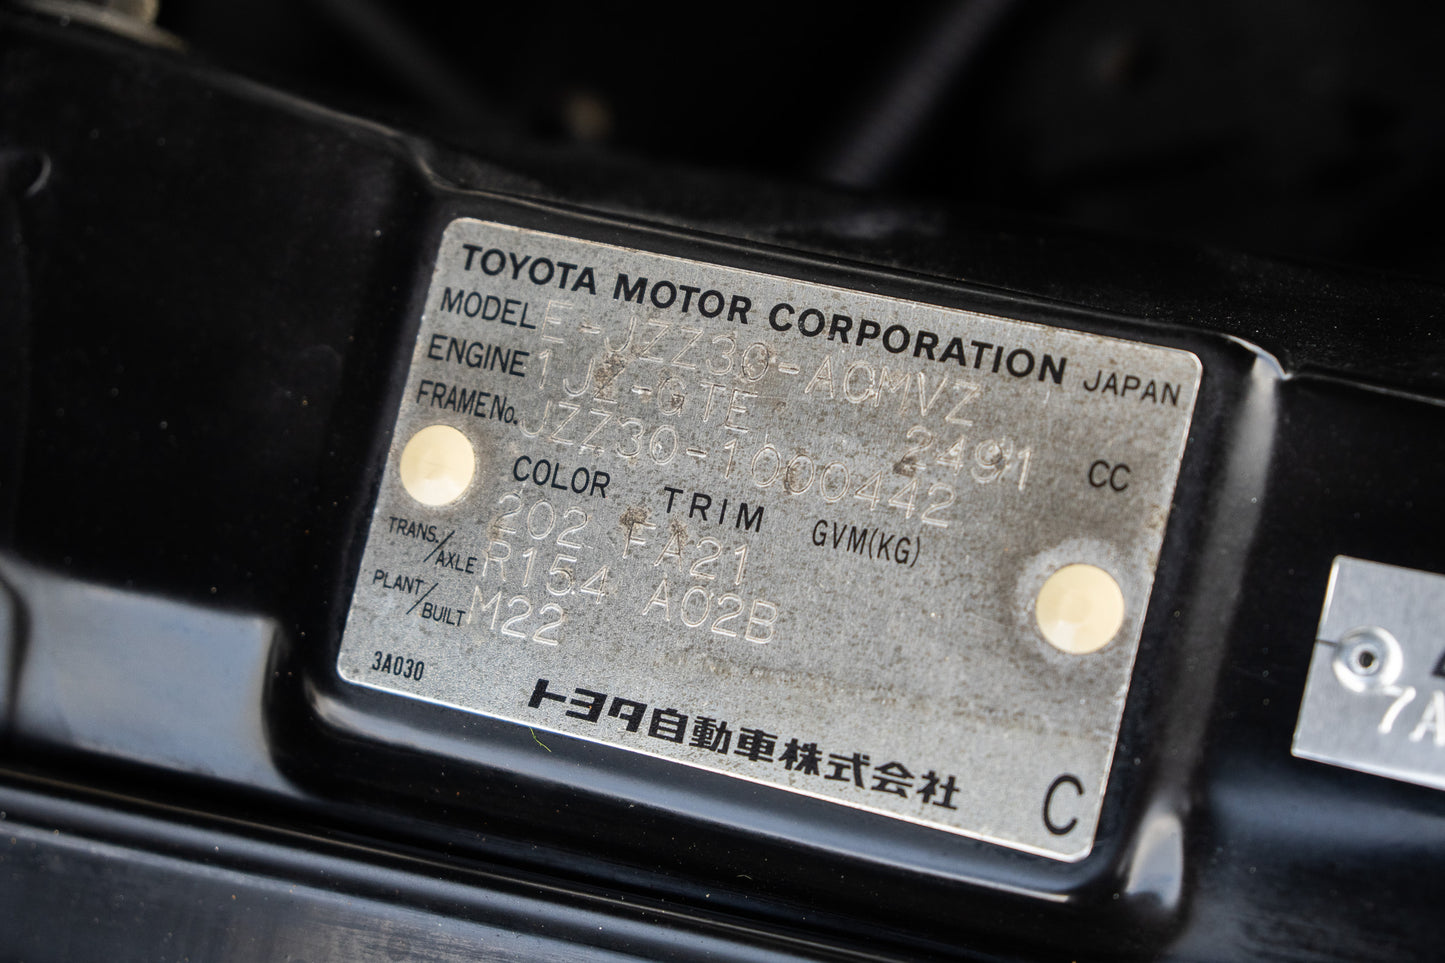 TOYOTA MOTOR CORPORATION JAPAN
MODEL E-JZZ30-ACMVZ
ENGINE 1JZ-GTE 2491 CC
FRAME No. JZZ30-1000442
COLOR TRIM GVM(KG)
202 FA21
TRANS./AXLE R154 A02B
PLANT/BUILT M22
3A030
トヨタ自動車株式会社 C
7A